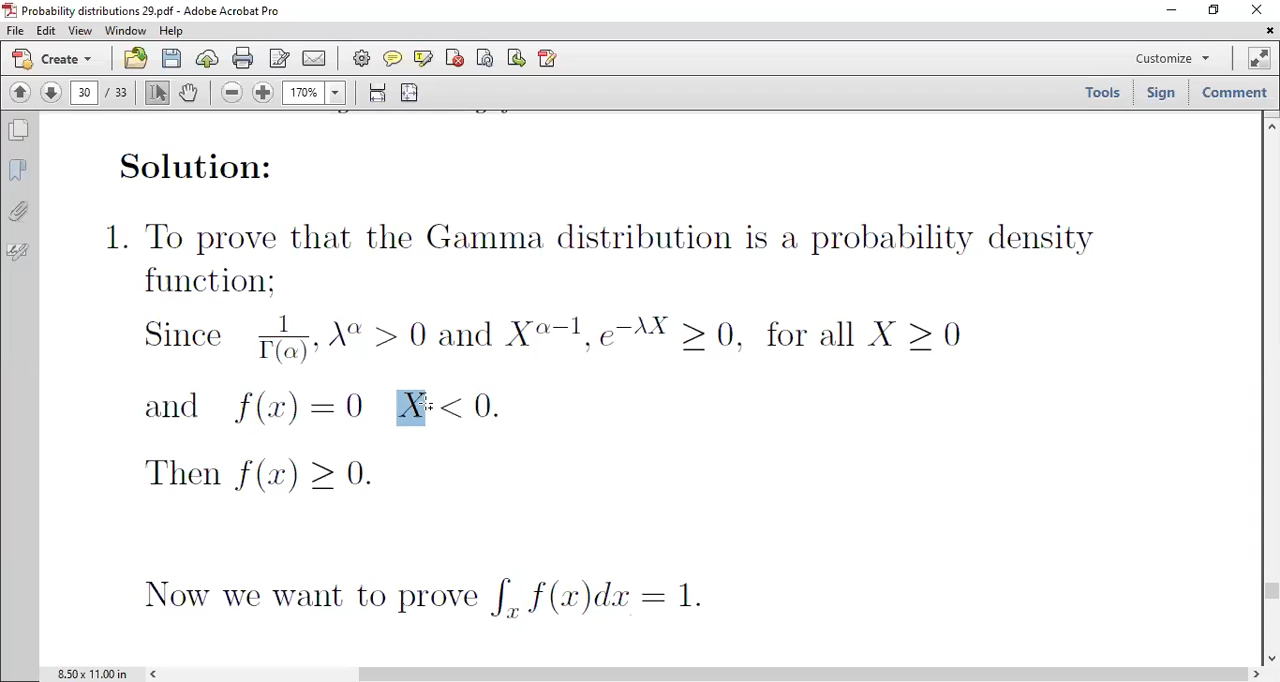 Probability distributions 29.pdf - Adobe Acrobat Pro
File Edit View Window Help
Create
Customize
30 / 33
170%
Tools Sign Comment
Solution:
1. To prove that the Gamma distribution is a probability density
function;
Since 1/Γ(α), λ^α > 0 and X^{α−1}, e^{−λX} ≥ 0, for all X ≥ 0
and f(x) = 0 X < 0.
Then f(x) ≥ 0.
Now we want to prove ∫_x f(x)dx = 1.
8.50 x 11.00 in